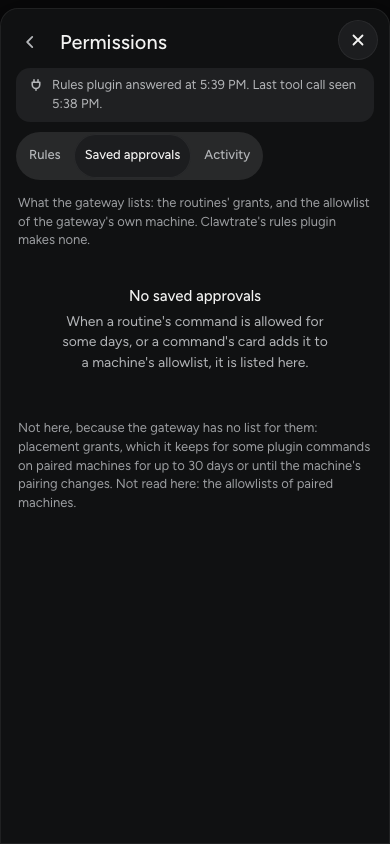 Permissions
Rules plugin answered at 5:39 PM. Last tool call seen
5:38 PM.
Rules
Saved approvals
Activity
What the gateway lists: the routines' grants, and the allowlist
of the gateway's own machine. Clawtrate's rules plugin
makes none.
No saved approvals
When a routine's command is allowed for
some days, or a command's card adds it to
a machine's allowlist, it is listed here.
Not here, because the gateway has no list for them:
placement grants, which it keeps for some plugin commands
on paired machines for up to 30 days or until the machine's
pairing changes. Not read here: the allowlists of paired
machines.